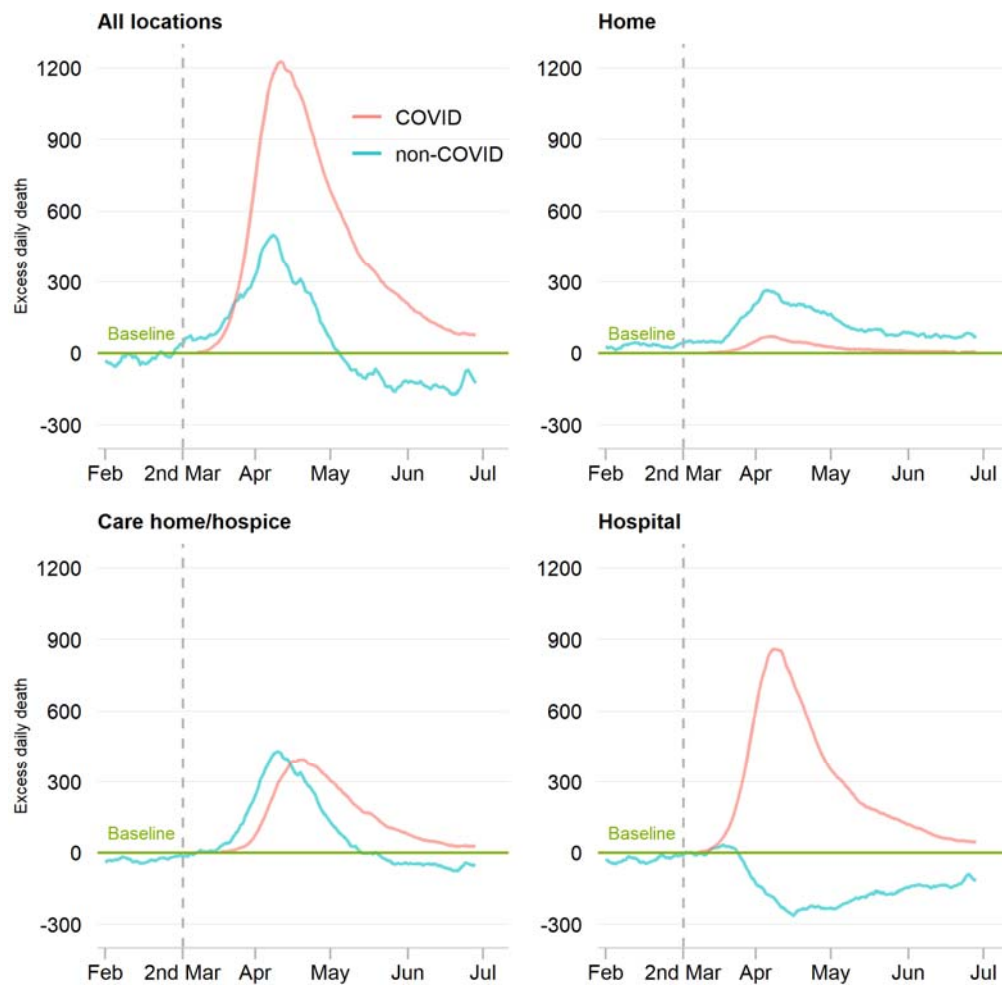 All locations
Home
1200
900
600
300
0
-300
Excess daily death
COVID
non-COVID
Baseline
Feb 2nd Mar Apr May Jun Jul
1200
900
600
300
0
-300
Baseline
Feb 2nd Mar Apr May Jun Jul
Care home/hospice
Hospital
1200
900
600
300
0
-300
Excess daily death
Baseline
Feb 2nd Mar Apr May Jun Jul
1200
900
600
300
0
-300
Baseline
Feb 2nd Mar Apr May Jun Jul